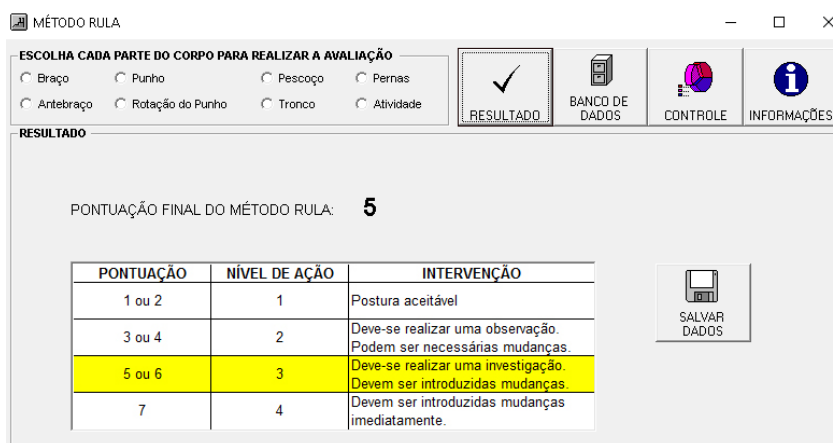 MÉTODO RULA
ESCOLHA CADA PARTE DO CORPO PARA REALIZAR A AVALIAÇÃO
Braço Punho Pescoço Pernas
Antebraço Rotação do Punho Tronco Atividade
RESULTADO
BANCO DE
DADOS
CONTROLE
INFORMAÇÕES
RESULTADO
PONTUAÇÃO FINAL DO MÉTODO RULA: 5
PONTUAÇÃO NÍVEL DE AÇÃO INTERVENÇÃO
1 ou 2 1 Postura aceitável
3 ou 4 2 Deve-se realizar uma observação.
Podem ser necessárias mudanças.
5 ou 6 3 Deve-se realizar uma investigação.
Devem ser introduzidas mudanças.
7 4 Devem ser introduzidas mudanças
imediatamente.
SALVAR
DADOS